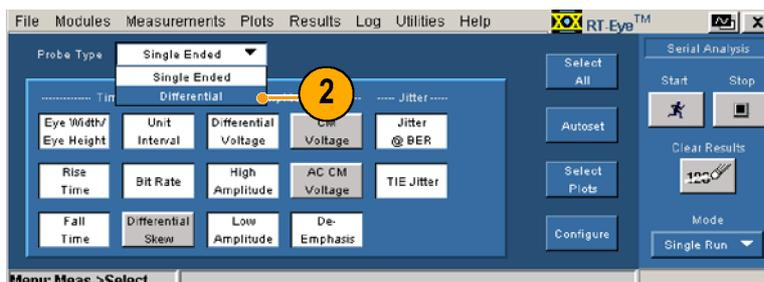 File Modules Measurements Plots Results Log Utilities Help RT-Eye™ X
Probe Type Single Ended
Single Ended
Differential
2
Tim
Jitter
Eye Width/ Eye Height
Unit Interval
Differential Voltage
CM Voltage
Jitter @ BER
Rise Time
Bit Rate
High Amplitude
AC CM Voltage
TIE Jitter
Fall Time
Differential Skew
Low Amplitude
De-Emphasis
Select All
Autoset
Select Plots
Configure
Serial Analysis
Start Stop
Clear Results
123
Mode
Single Run
Menu: Meas->Select